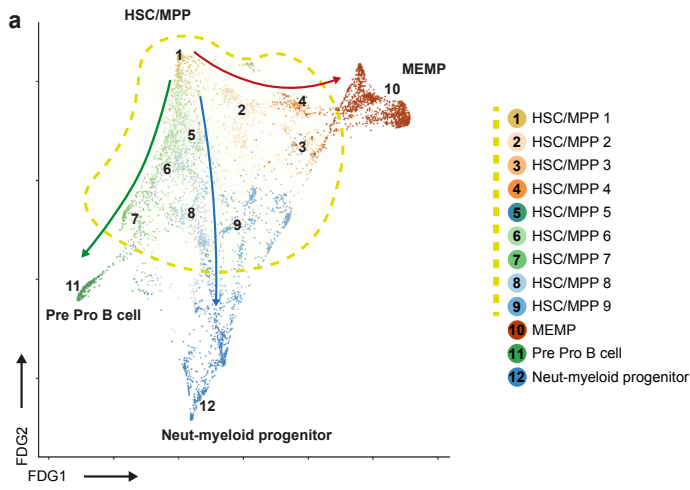 a
HSC/MPP
1
MEMP
10
2
4
5
3
6
7
8
9
11
Pre Pro B cell
12
Neut-myeloid progenitor
FDG2
FDG1
1 HSC/MPP 1
2 HSC/MPP 2
3 HSC/MPP 3
4 HSC/MPP 4
5 HSC/MPP 5
6 HSC/MPP 6
7 HSC/MPP 7
8 HSC/MPP 8
9 HSC/MPP 9
10 MEMP
11 Pre Pro B cell
12 Neut-myeloid progenitor